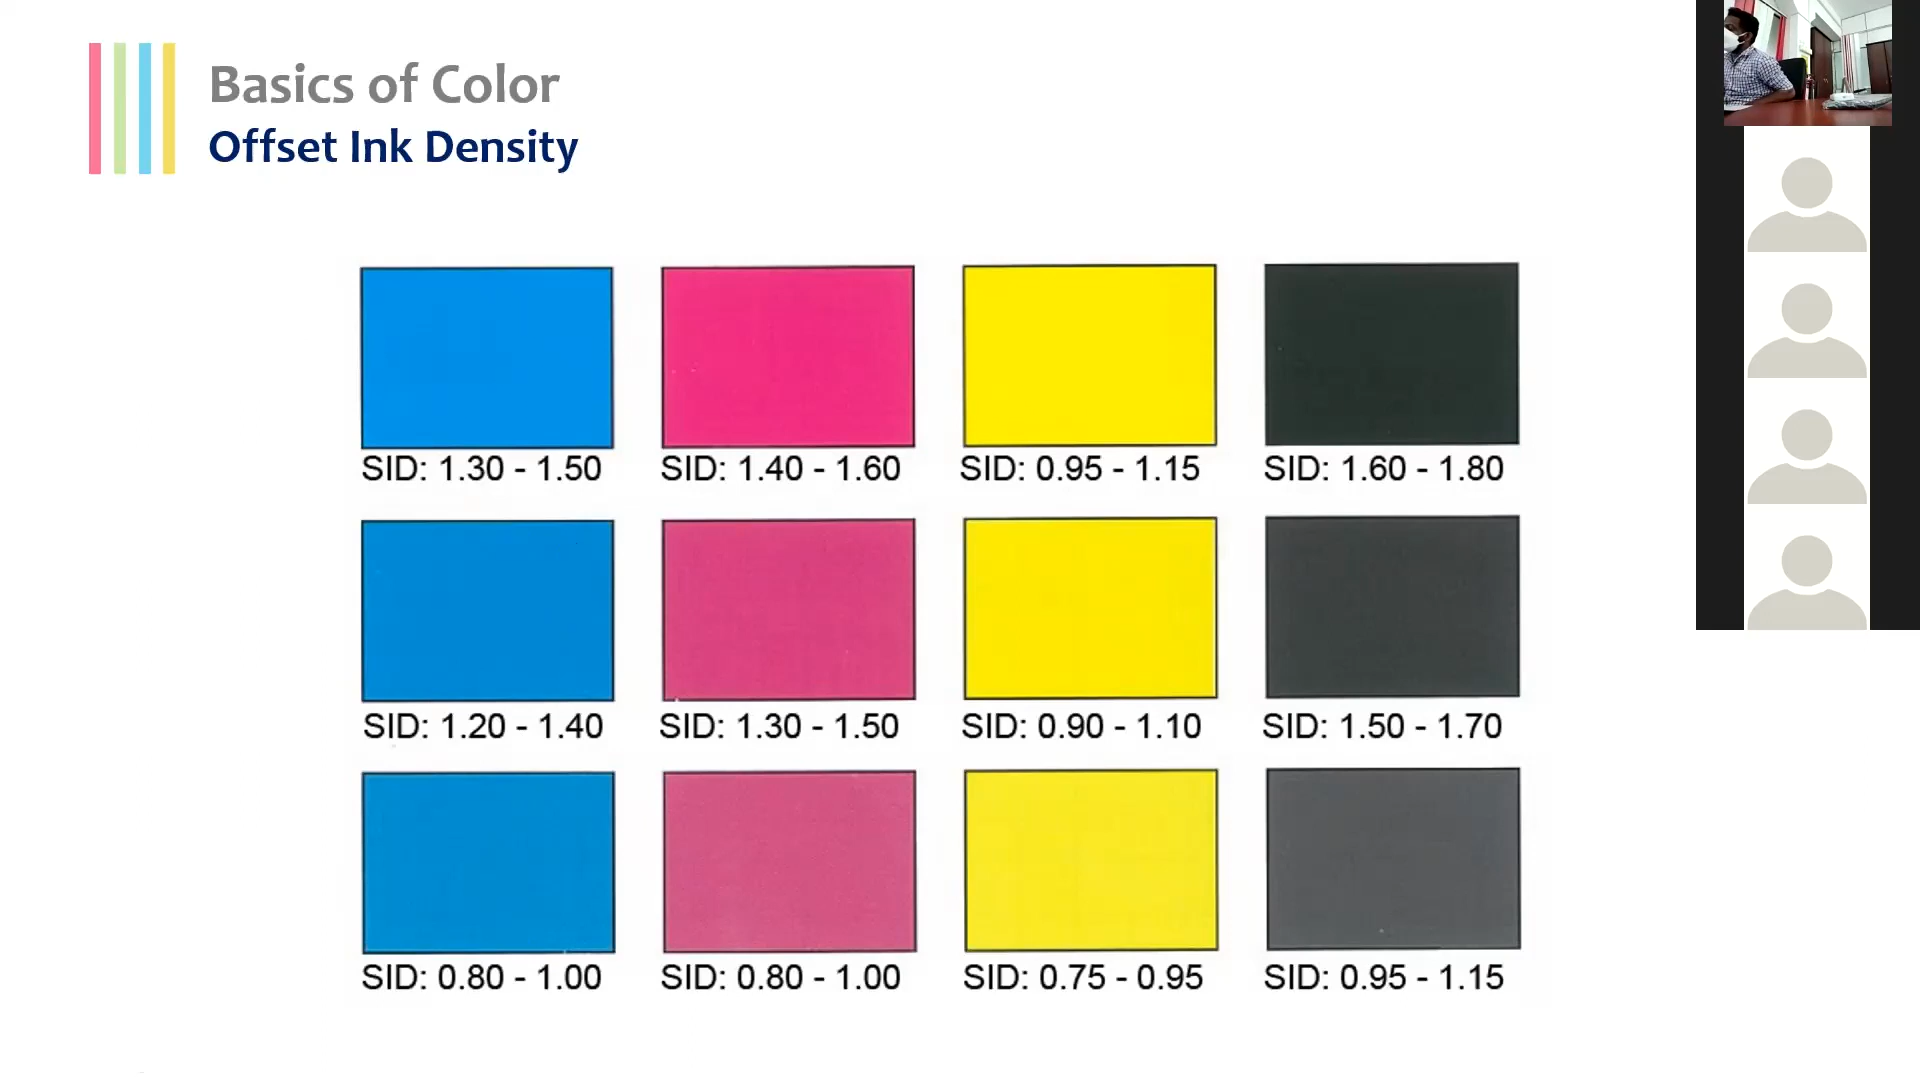 Basics of Color
Offset Ink Density
SID: 1.30 - 1.50
SID: 1.40 - 1.60
SID: 0.95 - 1.15
SID: 1.60 - 1.80
SID: 1.20 - 1.40
SID: 1.30 - 1.50
SID: 0.90 - 1.10
SID: 1.50 - 1.70
SID: 0.80 - 1.00
SID: 0.80 - 1.00
SID: 0.75 - 0.95
SID: 0.95 - 1.15